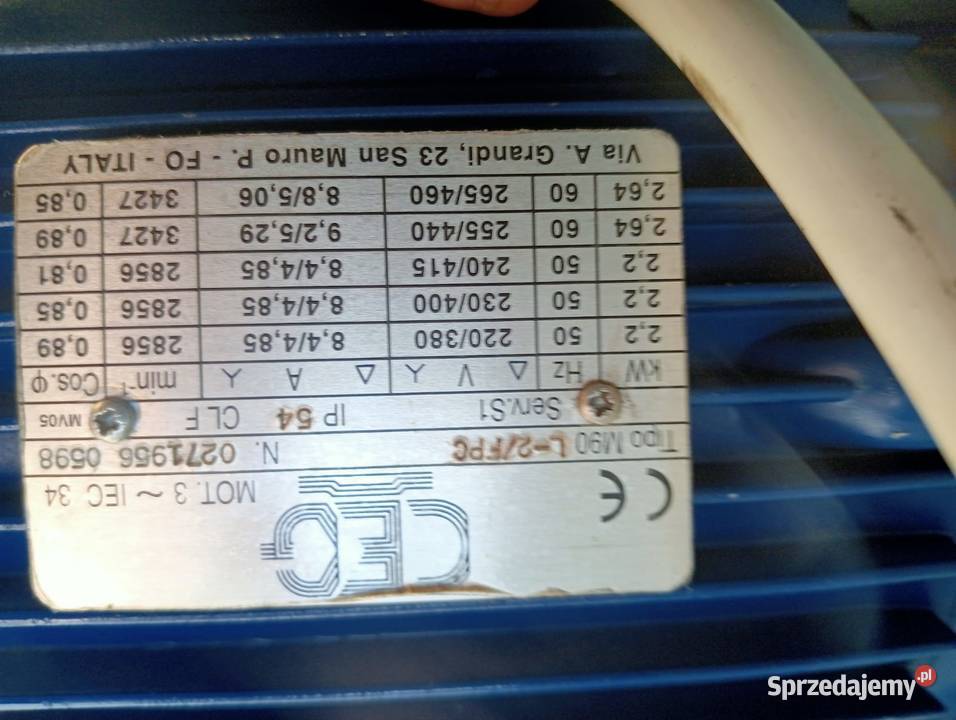 CEC
CE MOT. 3 ~ IEC 34
Tipo M90 L-2/FPC N. 0271956 0598
Serv.S1 IP 54 CL F MV05
kW Hz Δ V Y Δ A Y min⁻¹ Cos.φ
2,2 50 220/380 8,4/4,85 2856 0,89
2,2 50 230/400 8,4/4,85 2856 0,85
2,2 50 240/415 8,4/4,85 2856 0,81
2,64 60 255/440 9,2/5,29 3427 0,89
2,64 60 265/460 8,8/5,06 3427 0,85
Via A. Grandi, 23 San Mauro P. - FO - ITALY
Sprzedajemy.pl